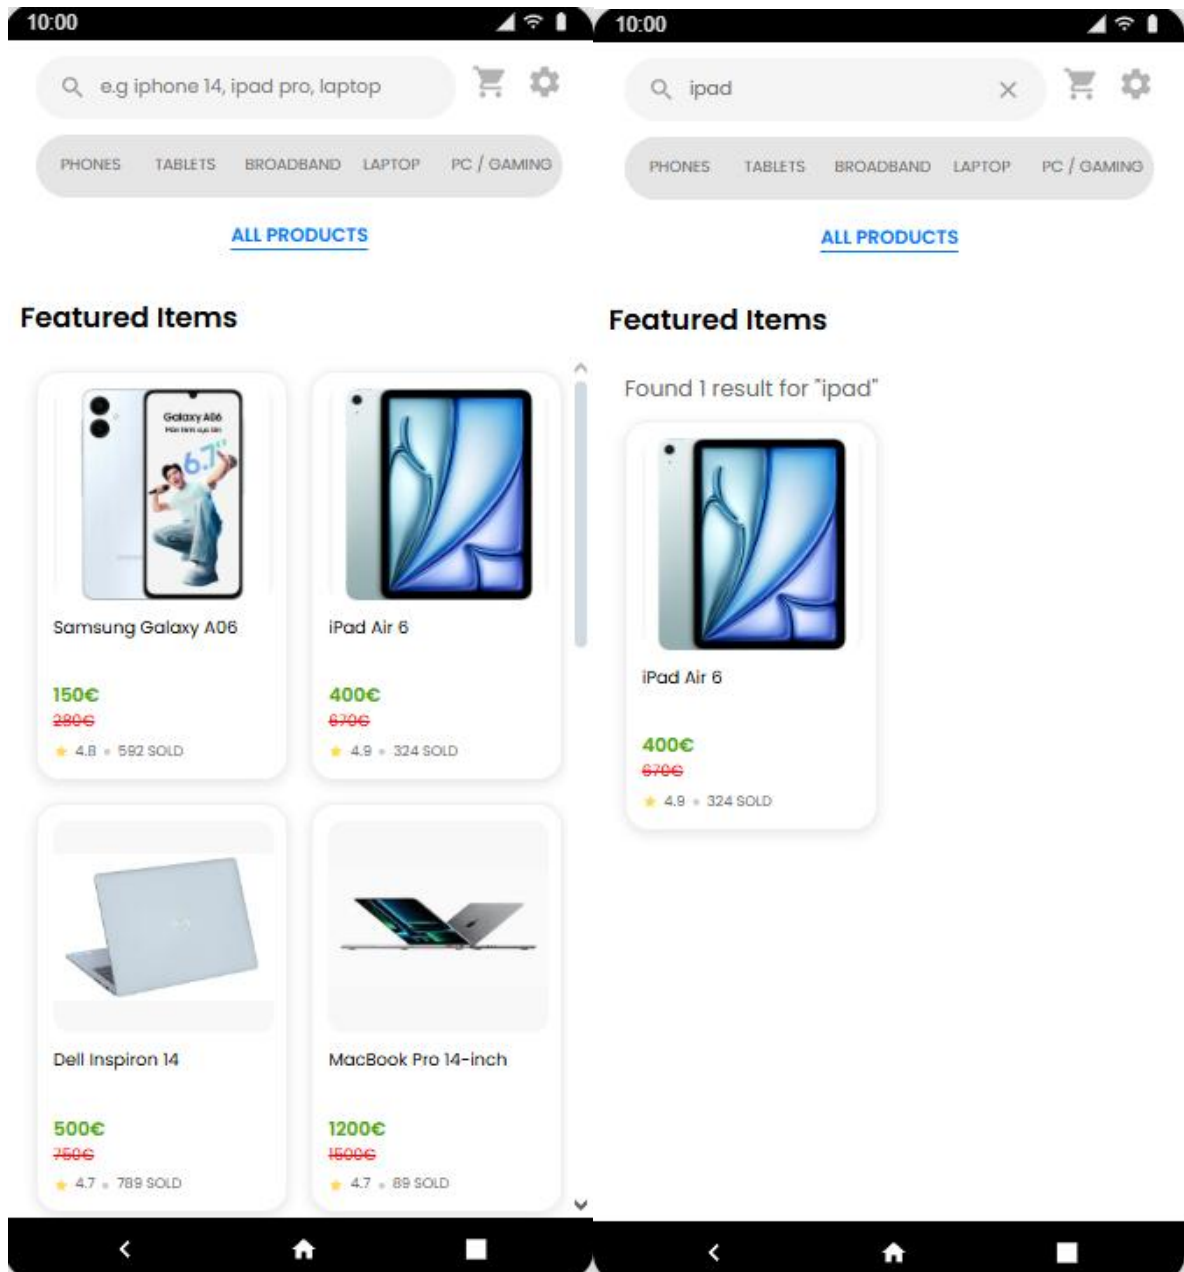 10:00
e.g iphone 14, ipad pro, laptop
PHONES TABLETS BROADBAND LAPTOP PC / GAMING
ALL PRODUCTS
Featured Items
Galaxy A06
6.7"
Samsung Galaxy A06
150€
280€
4.8 • 592 SOLD
iPad Air 6
400€
670€
4.9 • 324 SOLD
Dell Inspiron 14
500€
750€
4.7 • 789 SOLD
MacBook Pro 14-inch
1200€
1500€
4.7 • 89 SOLD
10:00
ipad
PHONES TABLETS BROADBAND LAPTOP PC / GAMING
ALL PRODUCTS
Featured Items
Found 1 result for "ipad"
iPad Air 6
400€
670€
4.9 • 324 SOLD